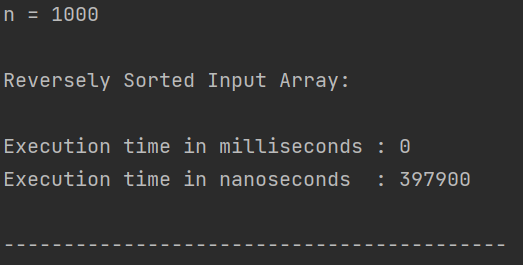 n = 1000
Reversely Sorted Input Array:
Execution time in milliseconds : 0
Execution time in nanoseconds  : 397900
------------------------------------------